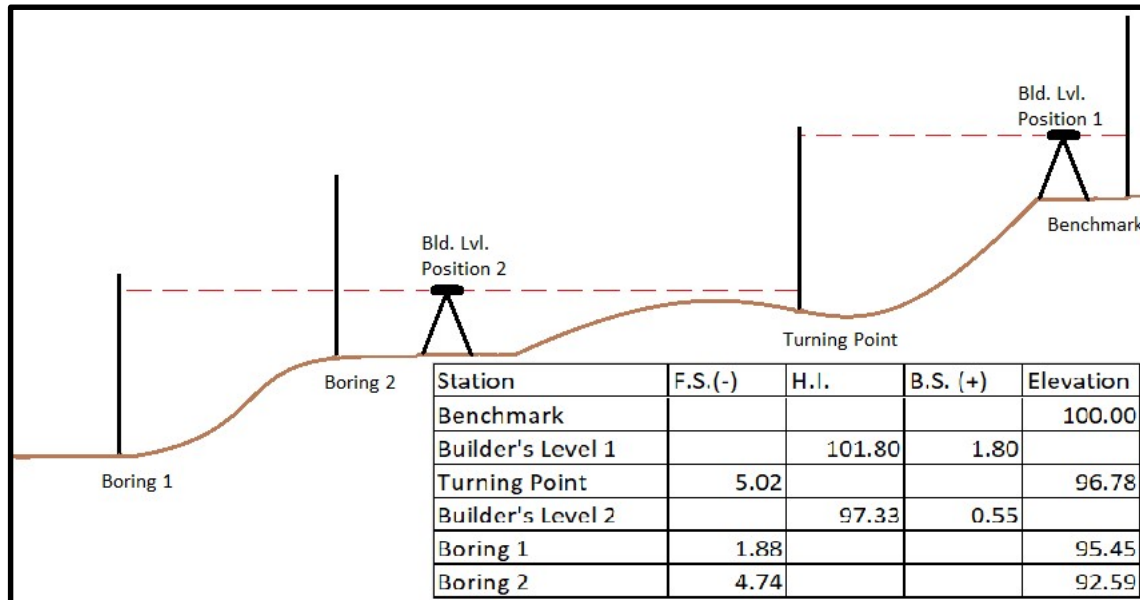 Bld. Lvl.
Position 1
Benchmark
Bld. Lvl.
Position 2
Turning Point
Boring 2
Boring 1
Station F.S.(-) H.I. B.S. (+) Elevation
Benchmark 100.00
Builder's Level 1 101.80 1.80
Turning Point 5.02 96.78
Builder's Level 2 97.33 0.55
Boring 1 1.88 95.45
Boring 2 4.74 92.59